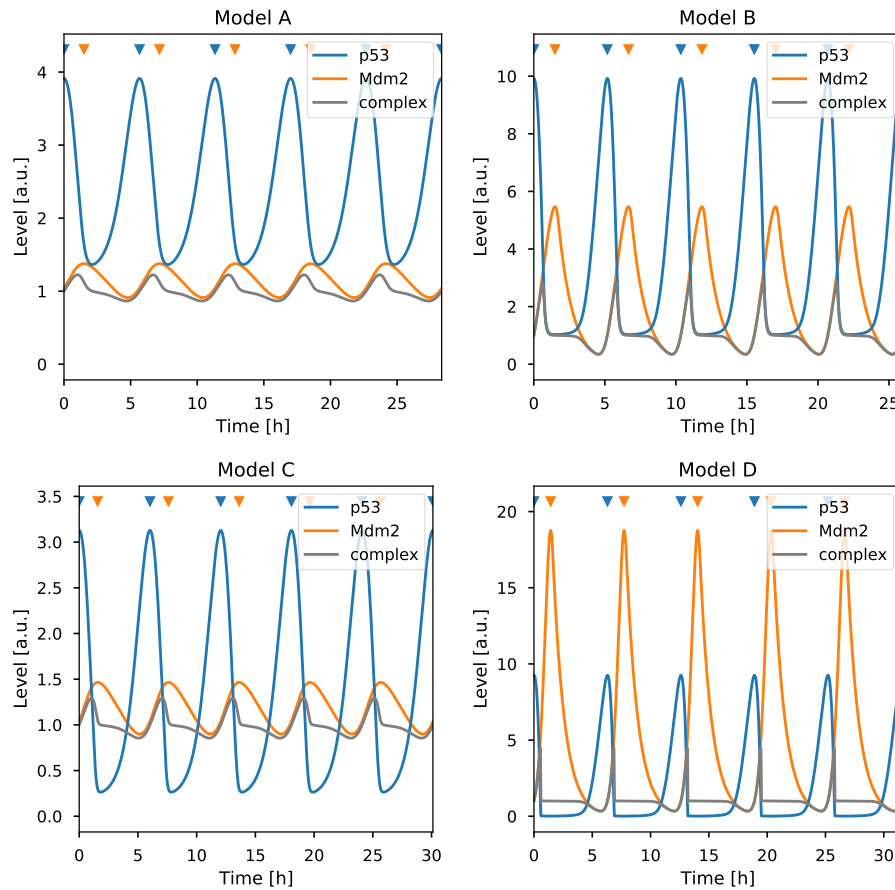 Model A
Level [a.u.]
4
3
2
1
0
p53
Mdm2
complex
0 5 10 15 20 25
Time [h]
Model B
Level [a.u.]
10
8
6
4
2
0
p53
Mdm2
complex
0 5 10 15 20 25
Time [h]
Model C
Level [a.u.]
3.5
3.0
2.5
2.0
1.5
1.0
0.5
0.0
p53
Mdm2
complex
0 5 10 15 20 25 30
Time [h]
Model D
Level [a.u.]
20
15
10
5
0
p53
Mdm2
complex
0 5 10 15 20 25 30
Time [h]